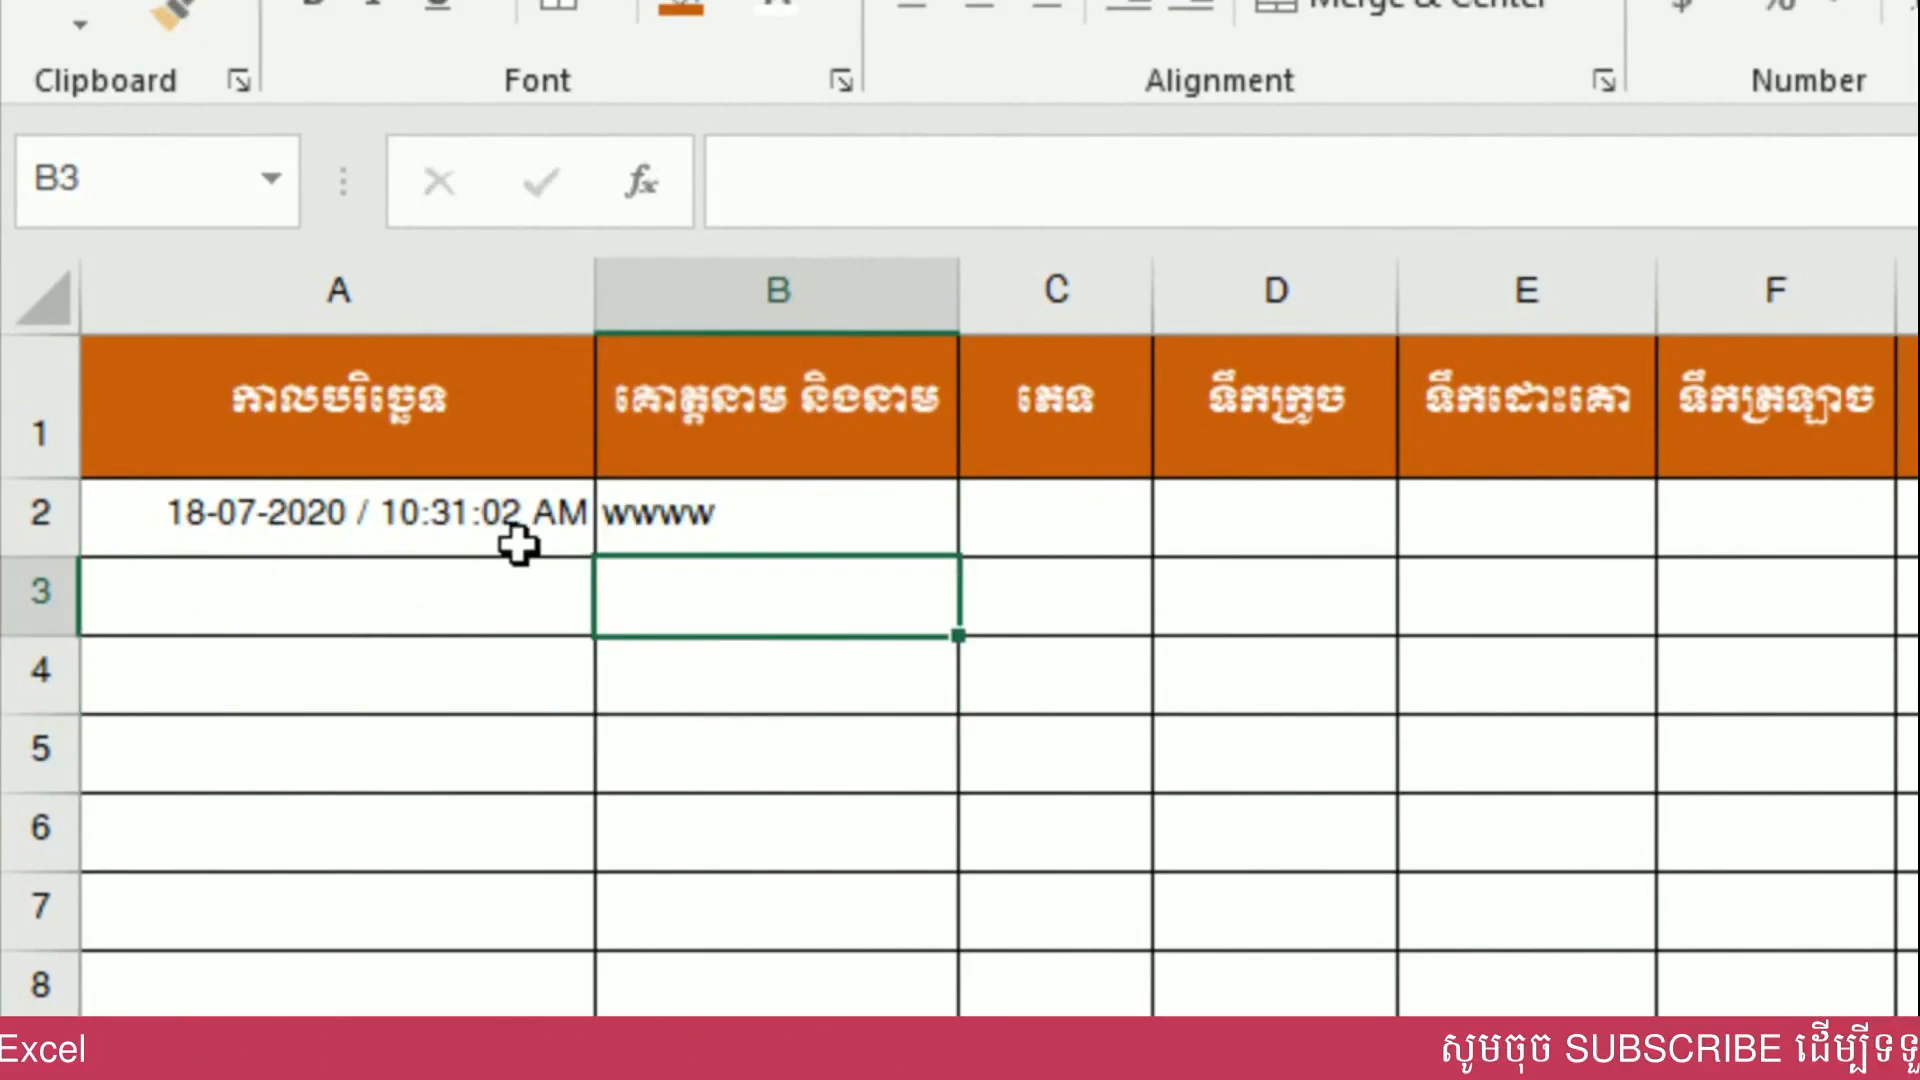 Merge & Center
Clipboard
Font
Alignment
Number
B3
fx
A
B
C
D
E
F
1
កាលបរិច្ឆេទ
គោត្តនាម និងនាម
ភេទ
ទឹកក្រូច
ទឹកដោះគោ
ទឹកត្រឡាច
2
18-07-2020 / 10:31:02 AM
wwww
3
4
5
6
7
8
Excel
សូមចុច SUBSCRIBE ដើម្បីទទួ